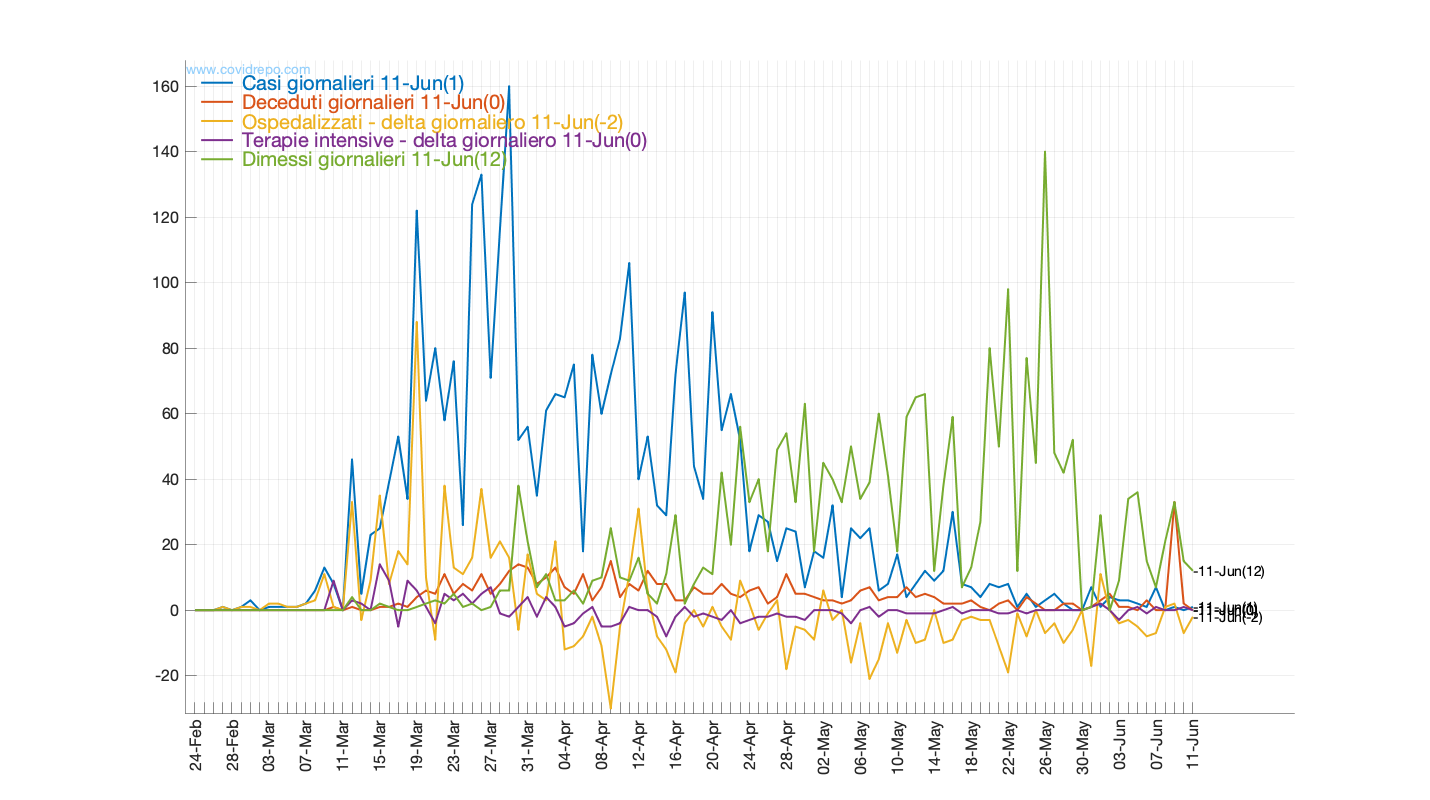 www.covidrepo.com
Casi giornalieri 11-Jun(1)
Deceduti giornalieri 11-Jun(0)
Ospedalizzati - delta giornaliero 11-Jun(-2)
Terapie intensive - delta giornaliero 11-Jun(0)
Dimessi giornalieri 11-Jun(12)
160
140
120
100
80
60
40
20
0
-20
-11-Jun(12)
-11-Jun(1)
-11-Jun(-2)
24-Feb
28-Feb
03-Mar
07-Mar
11-Mar
15-Mar
19-Mar
23-Mar
27-Mar
31-Mar
04-Apr
08-Apr
12-Apr
16-Apr
20-Apr
24-Apr
28-Apr
02-May
06-May
10-May
14-May
18-May
22-May
26-May
30-May
03-Jun
07-Jun
11-Jun